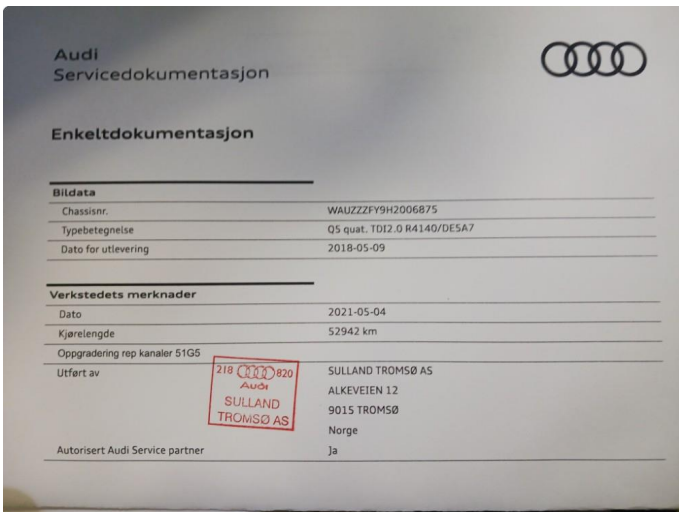 Audi
Servicedokumentasjon
Enkeltdokumentasjon
Bildata
Chassisnr. WAUZZZFY9H2006875
Typebetegnelse Q5 quat. TDI2.0 R4140/DE5A7
Dato for utlevering 2018-05-09
Verkstedets merknader
Dato 2021-05-04
Kjørelengde 52942 km
Oppgradering rep kanaler 51G5
Utført av SULLAND TROMSØ AS
ALKEVEIEN 12
9015 TROMSØ
Norge
218 820
Audi
SULLAND
TROMSØ AS
Autorisert Audi Service partner Ja